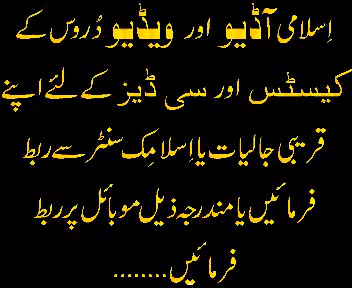 اِسلامی آڈیو اور ویڈیو دُروس کے
کیسٹس اور سی ڈیز کے لئے اپنے
قریبی جالیات یا اِسلامِک سنٹر سے ربط
فرمائیں یا مندرجہ ذیل موبائل پر ربط
فرمائیں........